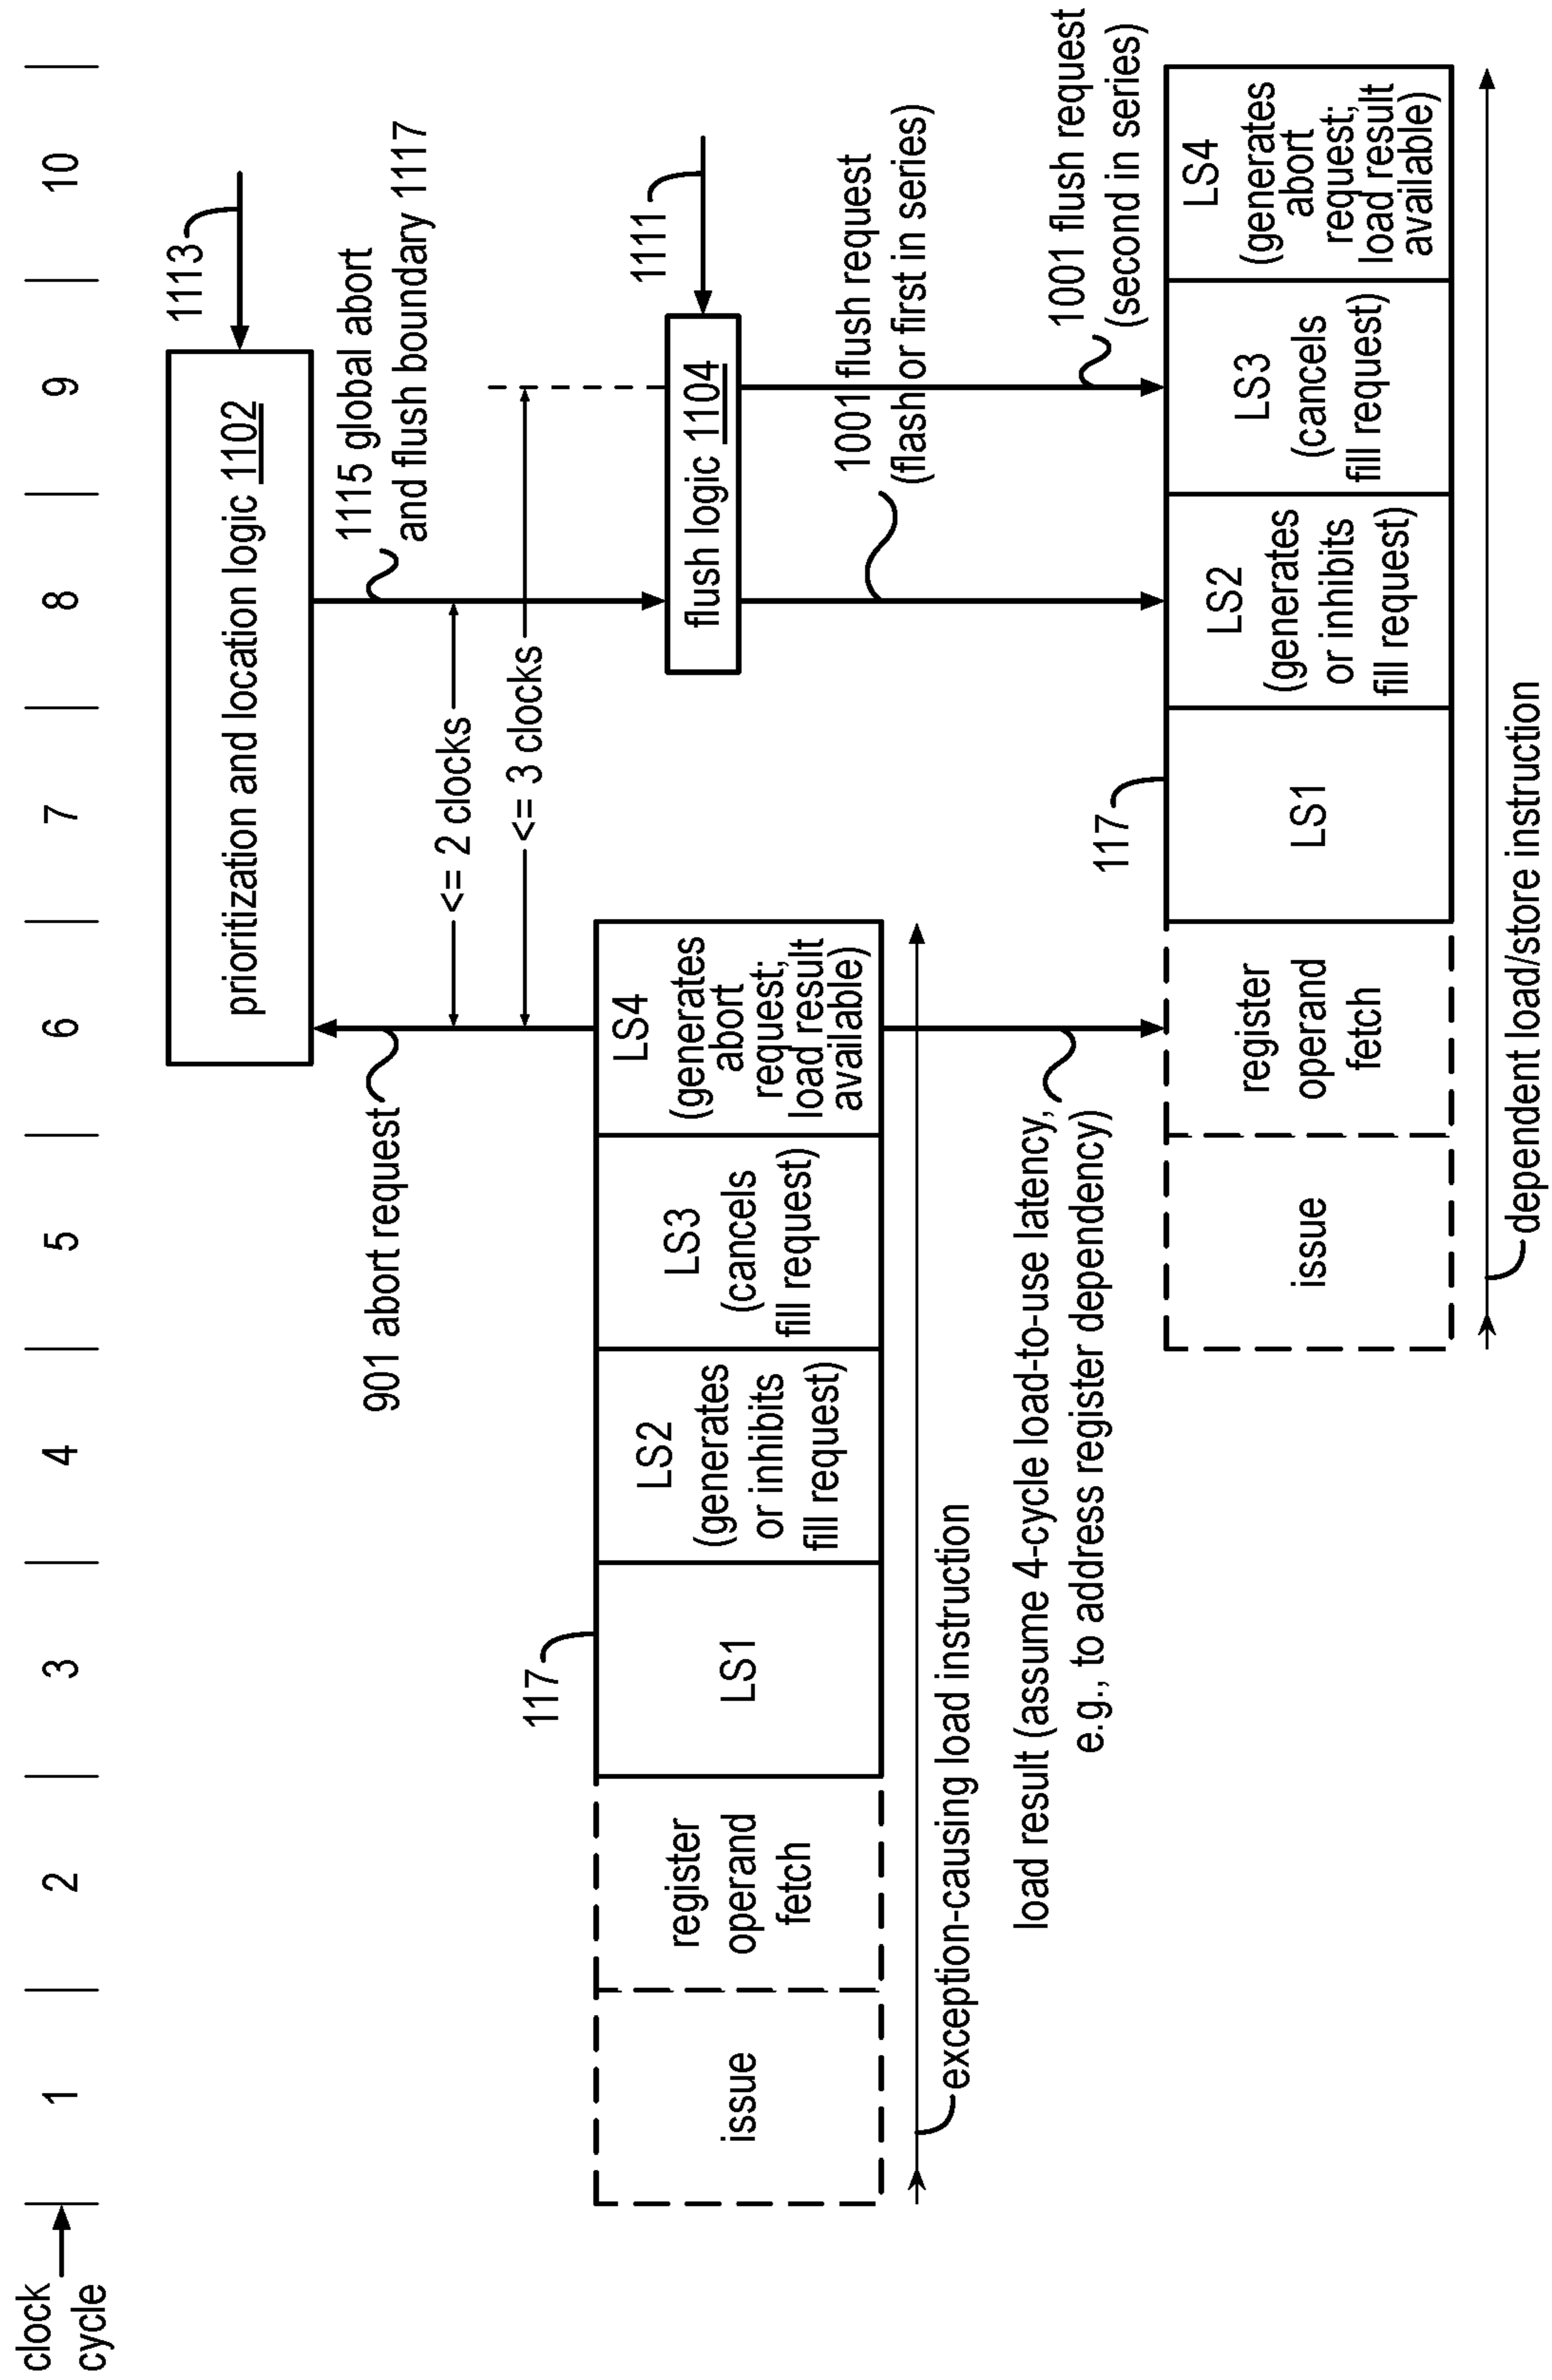 clock
cycle
1
2
3
4
5
6
7
8
9
10
prioritization and location logic 1102
1113
901 abort request
1115 global abort
and flush boundary 1117
<= 2 clocks
<= 3 clocks
117
issue
register
operand
fetch
LS1
LS2
(generates
or inhibits
fill request)
LS3
(cancels
fill request)
LS4
(generates
abort
request;
load result
available)
exception-causing load instruction
flush logic 1104
1111
1001 flush request
(flash or first in series)
1001 flush request
(second in series)
load result (assume 4-cycle load-to-use latency,
e.g., to address register dependency)
117
issue
register
operand
fetch
LS1
LS2
(generates
or inhibits
fill request)
LS3
(cancels
fill request)
LS4
(generates
abort
request;
load result
available)
dependent load/store instruction